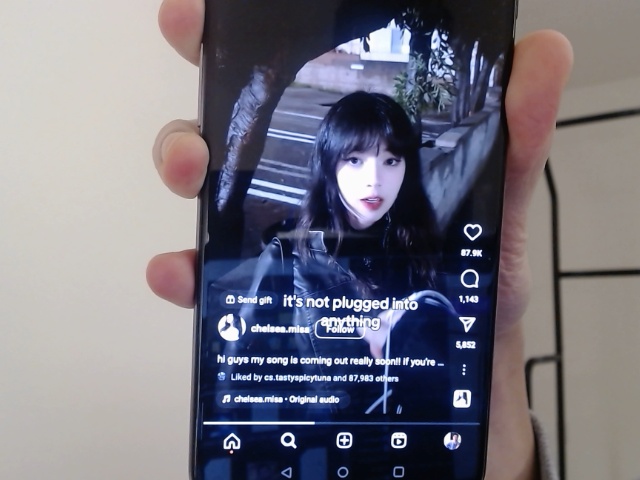 87.9K
1,143
Send gift
it's not plugged into
anything
chelsea.misa
Follow
5,852
hi guys my song is coming out really soon!! if you're ...
Liked by cs.tastyspicytuna and 87,983 others
chelsea.misa • Original audio